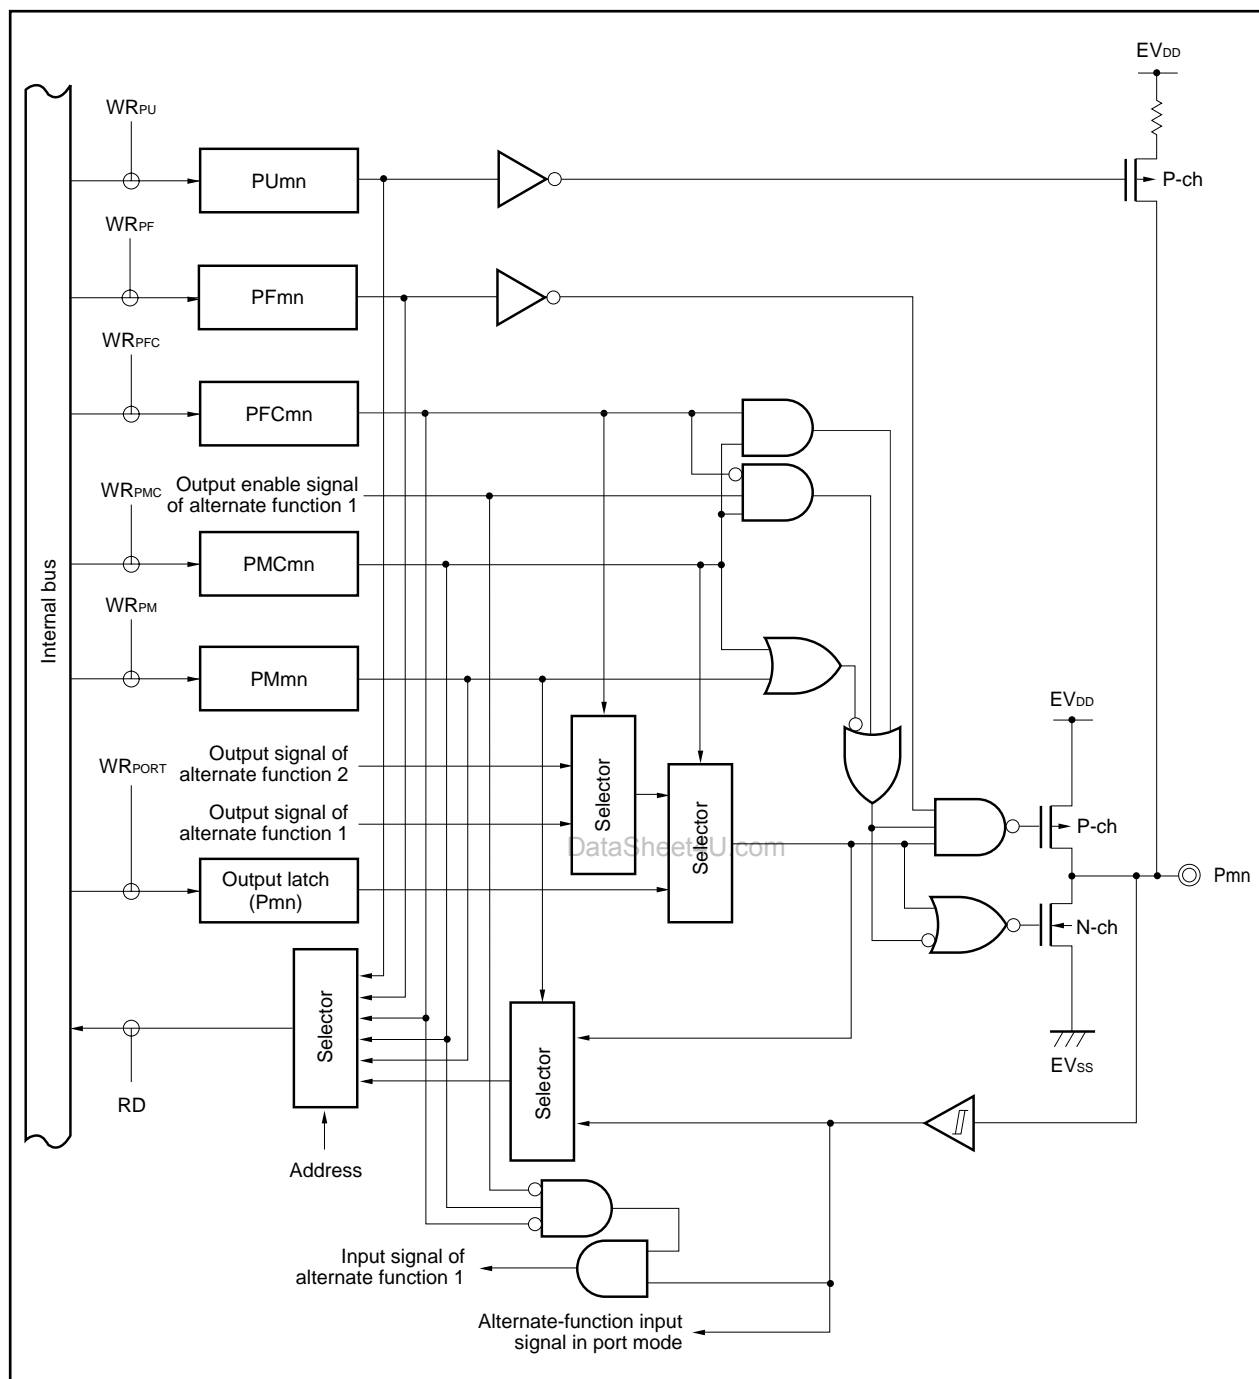 EVDD
WRPU
PUmn
P-ch
WRPF
PFmn
WRPFC
PFCmn
Output enable signal
of alternate function 1
WRPMC
PMCmn
Internal bus
WRPM
PMmn
EVDD
Output signal of
alternate function 2
WRPORT
Selector
Output signal of
alternate function 1
Selector
P-ch
DataSheet4U.com
Output latch
(Pmn)
Pmn
N-ch
Selector
Selector
EVSS
RD
Address
Input signal of
alternate function 1
Alternate-function input
signal in port mode